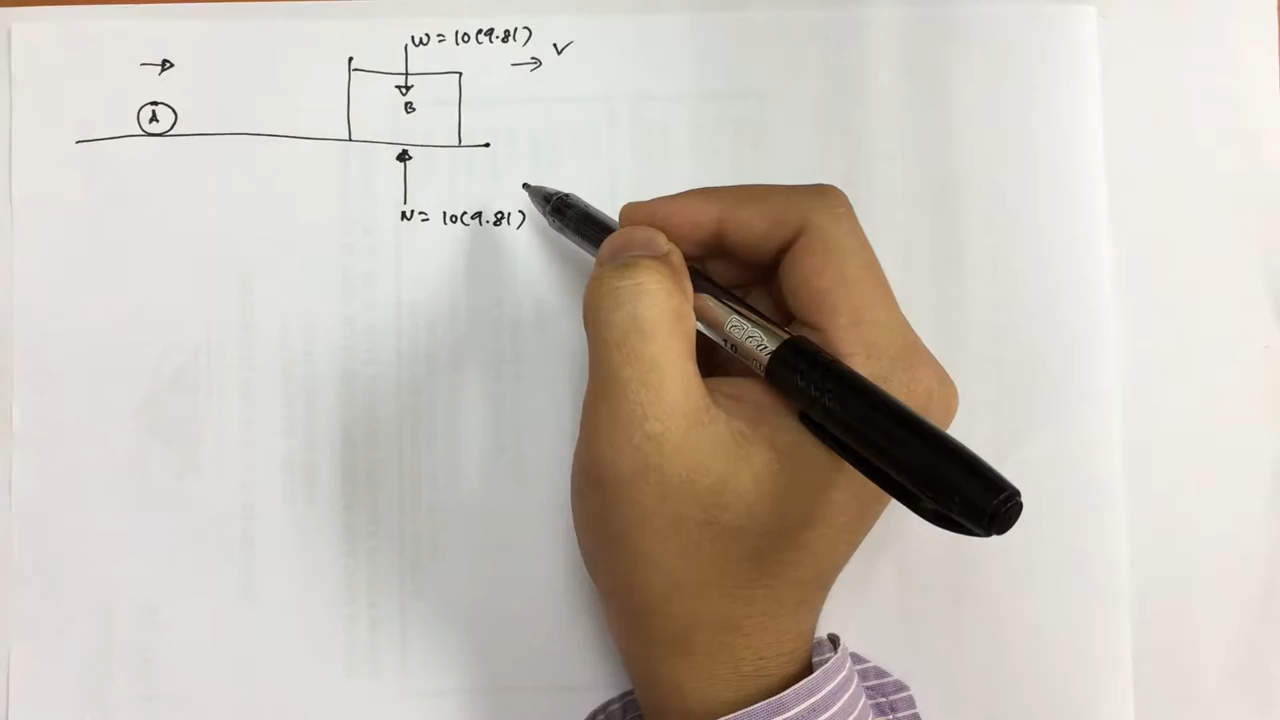 W = 10(9.81)
V
A
B
N = 10(9.81)